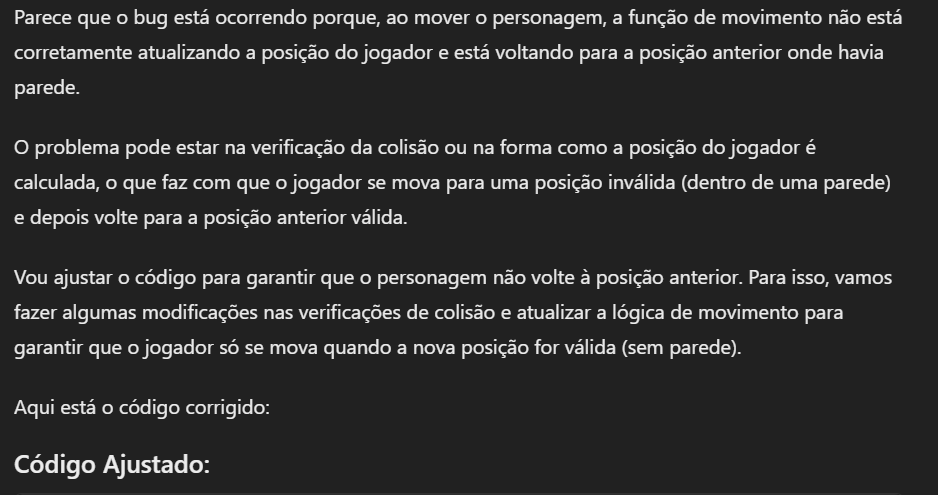 Parece que o bug está ocorrendo porque, ao mover o personagem, a função de movimento não está
corretamente atualizando a posição do jogador e está voltando para a posição anterior onde havia
parede.
O problema pode estar na verificação da colisão ou na forma como a posição do jogador é
calculada, o que faz com que o jogador se mova para uma posição inválida (dentro de uma parede)
e depois volte para a posição anterior válida.
Vou ajustar o código para garantir que o personagem não volte à posição anterior. Para isso, vamos
fazer algumas modificações nas verificações de colisão e atualizar a lógica de movimento para
garantir que o jogador só se mova quando a nova posição for válida (sem parede).
Aqui está o código corrigido:
Código Ajustado: